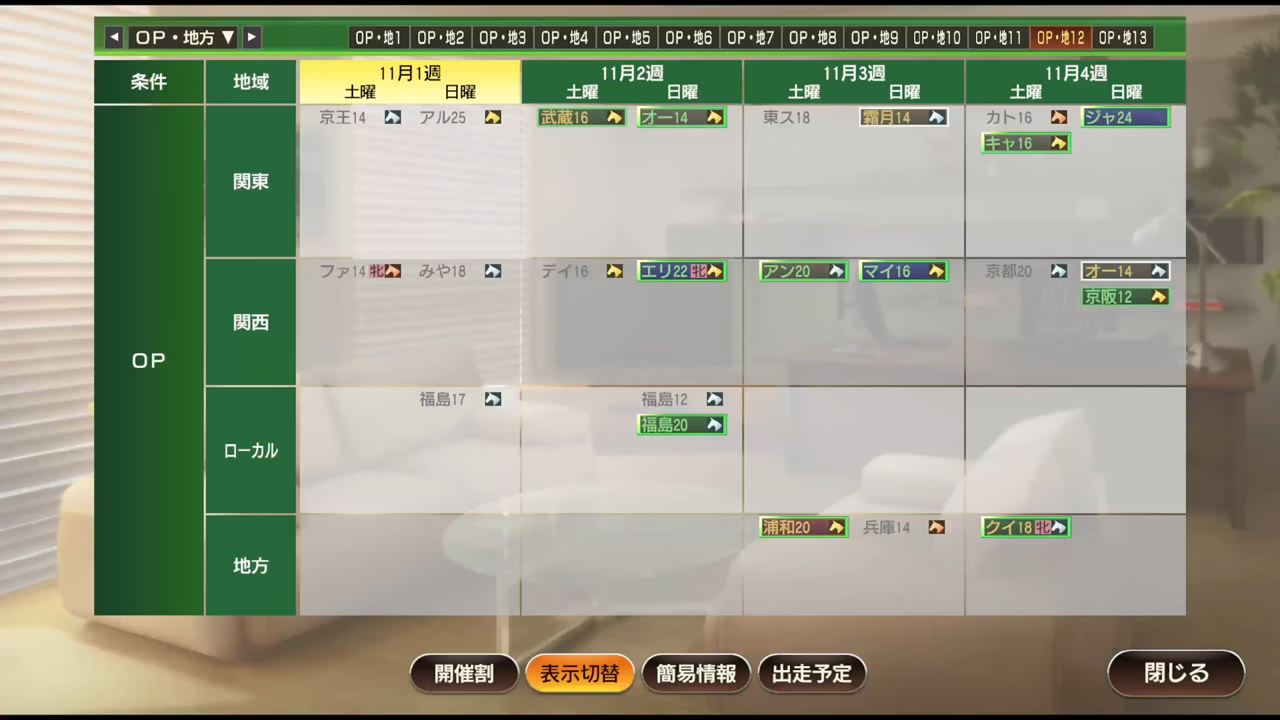 ◀ OP・地方▼ ▶ OP・地1 OP・地2 OP・地3 OP・地4 OP・地5 OP・地6 OP・地7 OP・地8 OP・地9 OP・地10 OP・地11 OP・地12 OP・地13
条件 地域 11月1週 11月2週 11月3週 11月4週
土曜 日曜 土曜 日曜 土曜 日曜 土曜 日曜
OP
関東
京王14 アル25 武蔵16 オー14 東ス18 霜月14 カト16 ジャ24
キャ16
関西
ファ14牝 みや18 デイ16 エリ22牝 アン20 マイ16 京都20 オー14
京阪12
ローカル
福島17 福島12
福島20
地方
浦和20 兵庫14 クイ18牝
開催割 表示切替 簡易情報 出走予定 閉じる